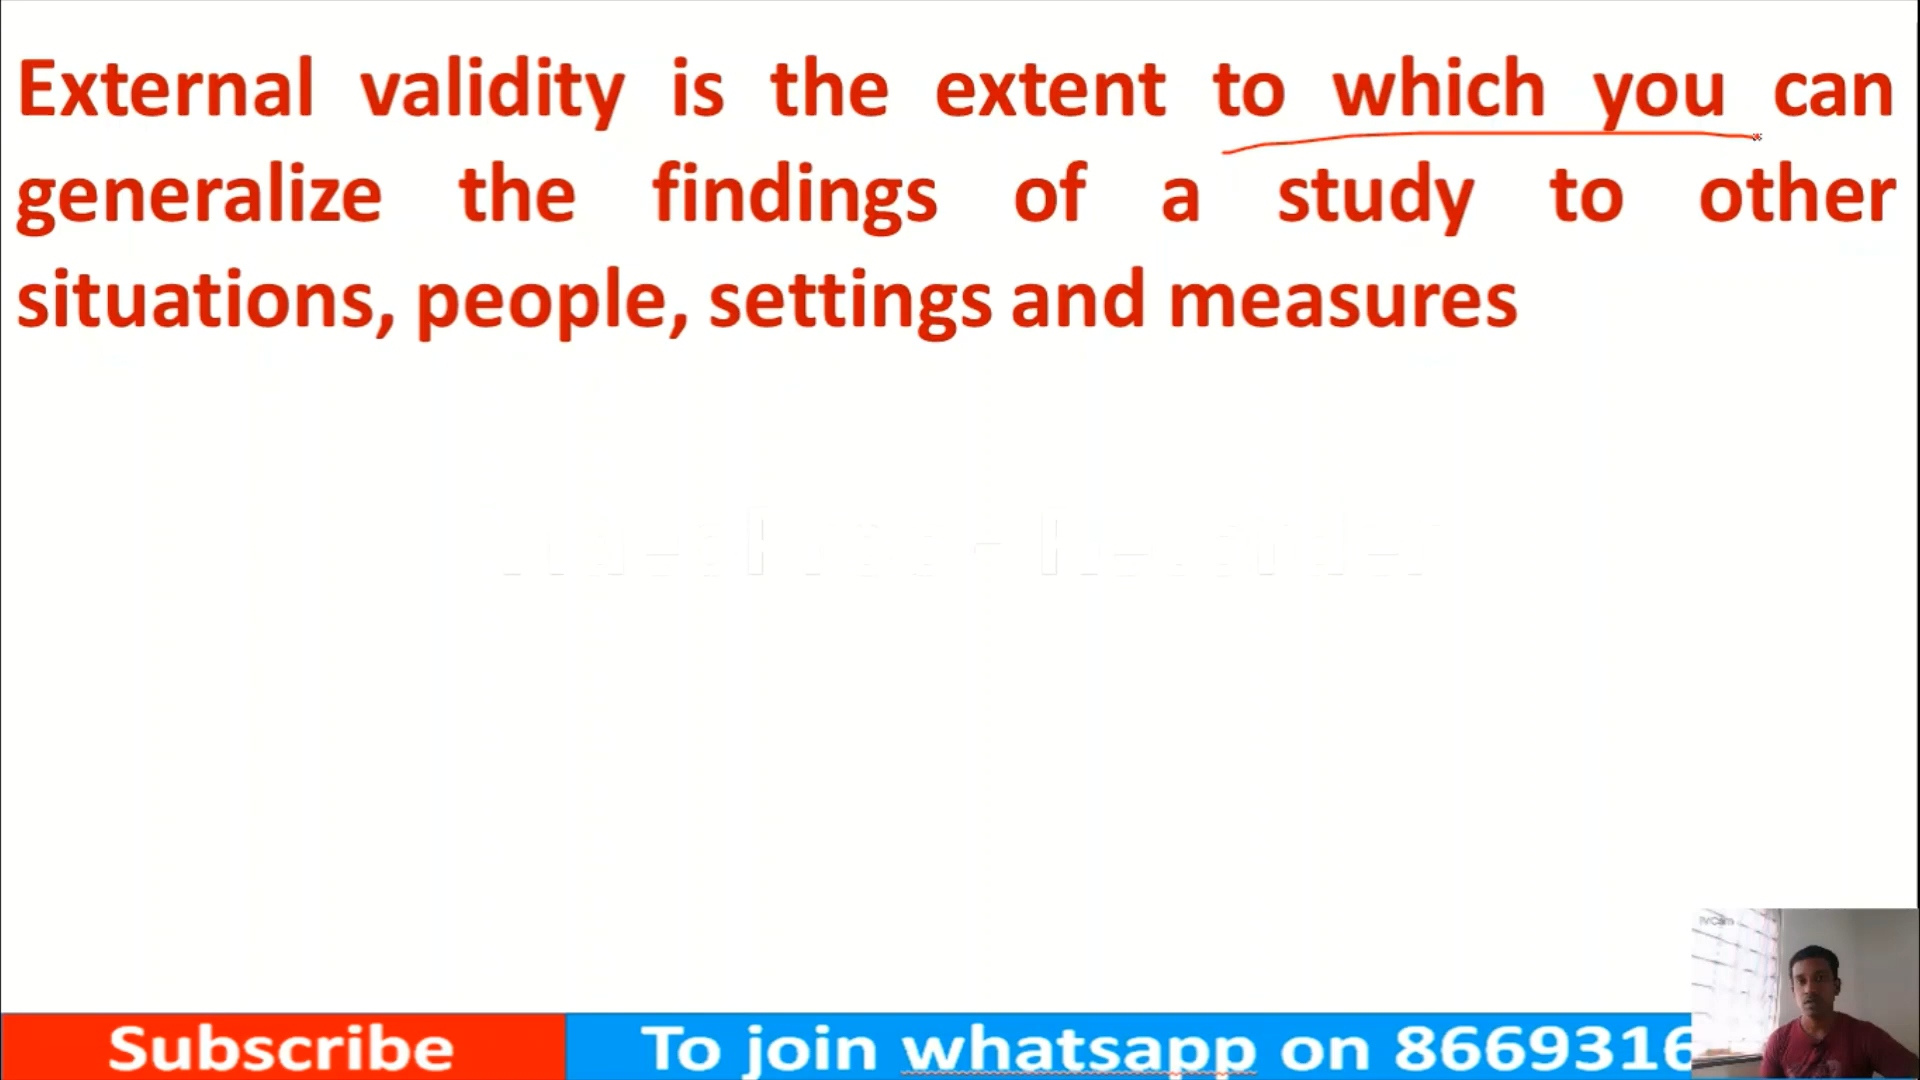 External validity is the extent to which you can
generalize the findings of a study to other
situations, people, settings and measures
Subscribe
To join whatsapp on 8669316